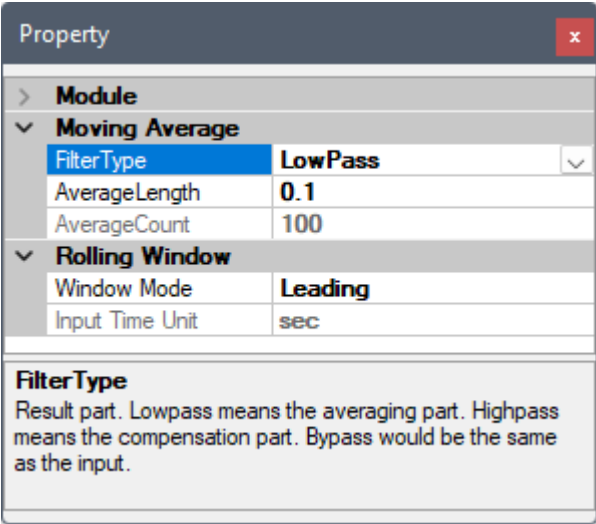 Property
x
Module
Moving Average
FilterType LowPass
AverageLength 0.1
AverageCount 100
Rolling Window
Window Mode Leading
Input Time Unit sec
FilterType
Result part. Lowpass means the averaging part. Highpass
means the compensation part. Bypass would be the same
as the input.